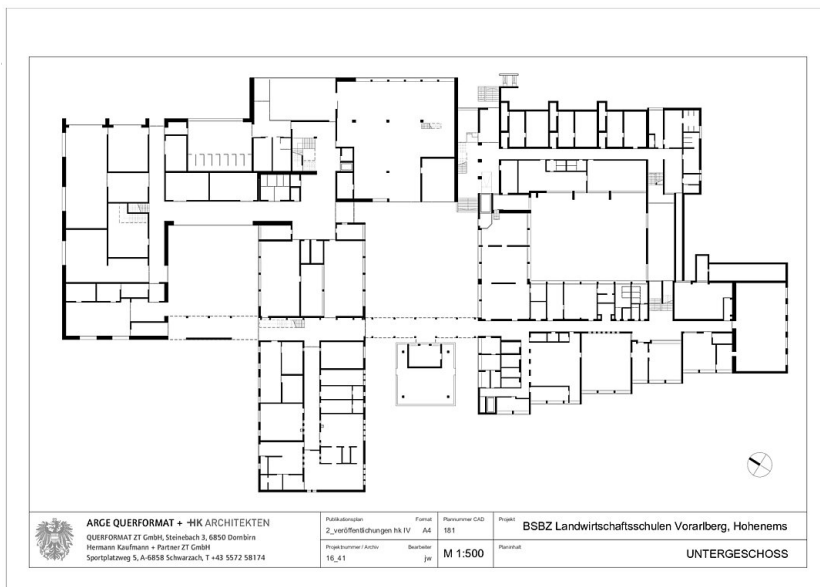 ARGE QUERFORMAT + HK ARCHITEKTEN
QUERFORMAT ZT GmbH, Steinebach 3, 6850 Dornbirn
Hermann Kaufmann + Partner ZT GmbH
Sportplatzweg 5, A-6858 Schwarzach, T +43 5572 58174
Publikationsplan
Format
2_veröffentlichungen hk IV
A4
Projektnummer / Archiv
Bearbeiter
16_41
jw
Plannummer CAD
181
M 1:500
Projekt
BSBZ Landwirtschaftsschulen Vorarlberg, Hohenems
Planinhalt
UNTERGESCHOSS